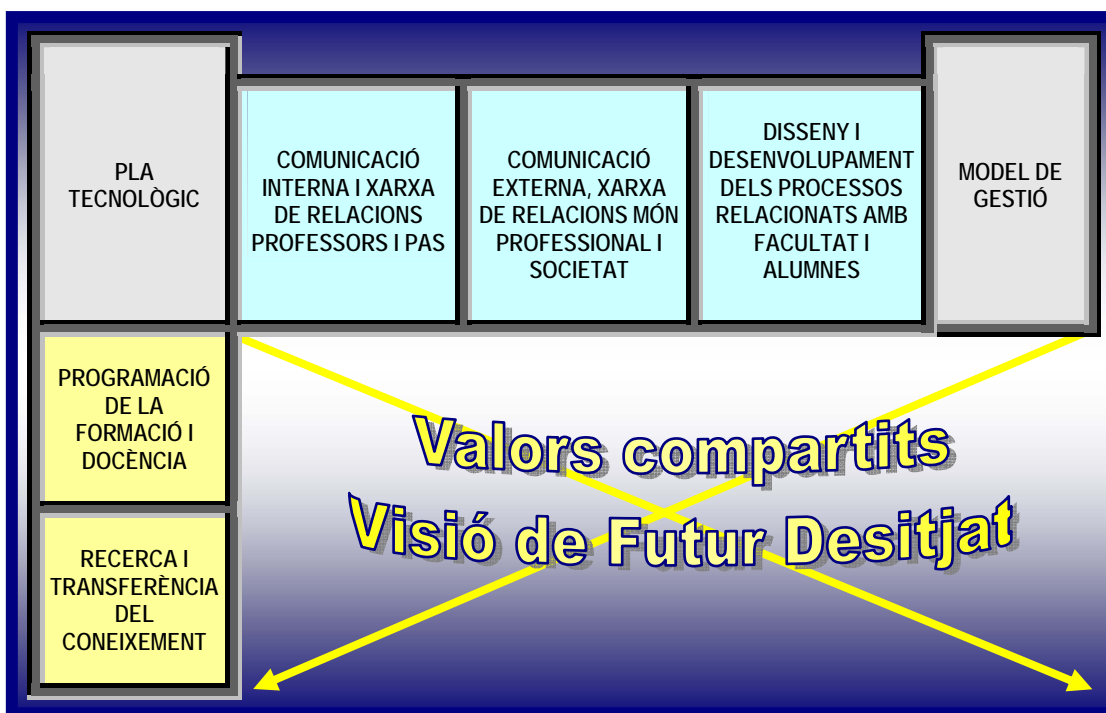 PLA
TECNOLÒGIC
COMUNICACIÓ
INTERNA I XARXA
DE RELACIONS
PROFESSORS I PAS
COMUNICACIÓ
EXTERNA, XARXA
DE RELACIONS MÓN
PROFESSIONAL I
SOCIETAT
DISSENY I
DESENVOLUPAMENT
DELS PROCESSOS
RELACIONATS AMB
FACULTAT I
ALUMNES
MODEL DE
GESTIÓ
PROGRAMACIÓ
DE LA
FORMACIÓ I
DOCÈNCIA
RECERCA I
TRANSFERÈNCIA
DEL
CONEIXEMENT
Valors compartits
Visió de Futur Desitjat